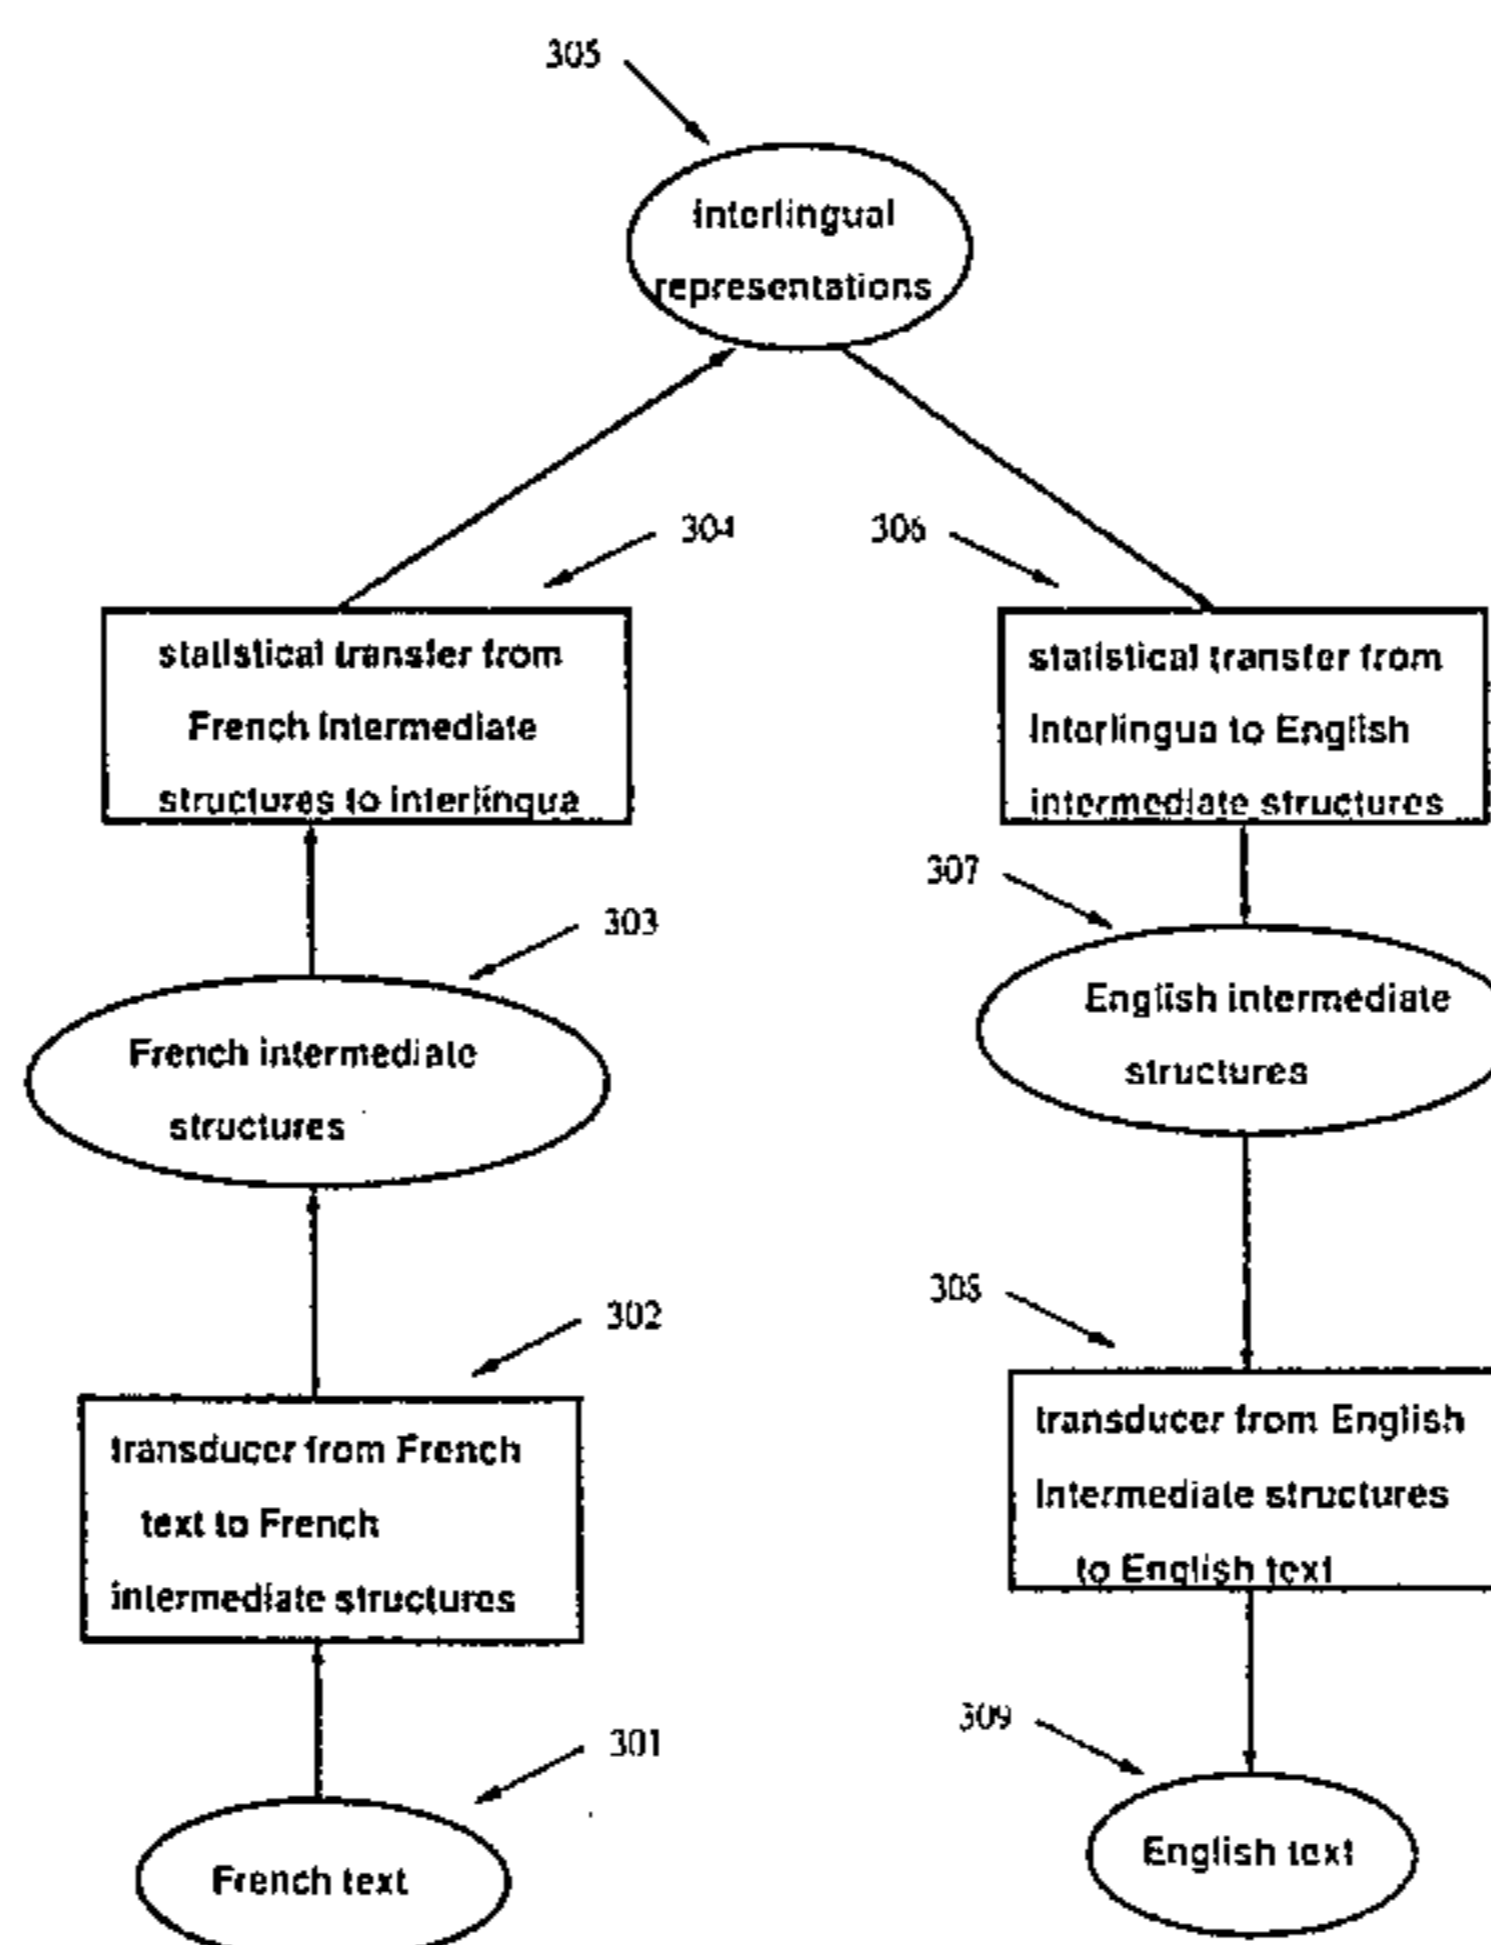 305
Interlingual
representations
304
306
statistical transfer from
French Intermediate
structures to interlingua
statistical transfer from
Interlingua to English
intermediate structures
307
303
English intermediate
structures
French intermediate
structures
308
302
transducer from French
text to French
intermediate structures
transducer from English
Intermediate structures
to English text
309
301
English text
French text